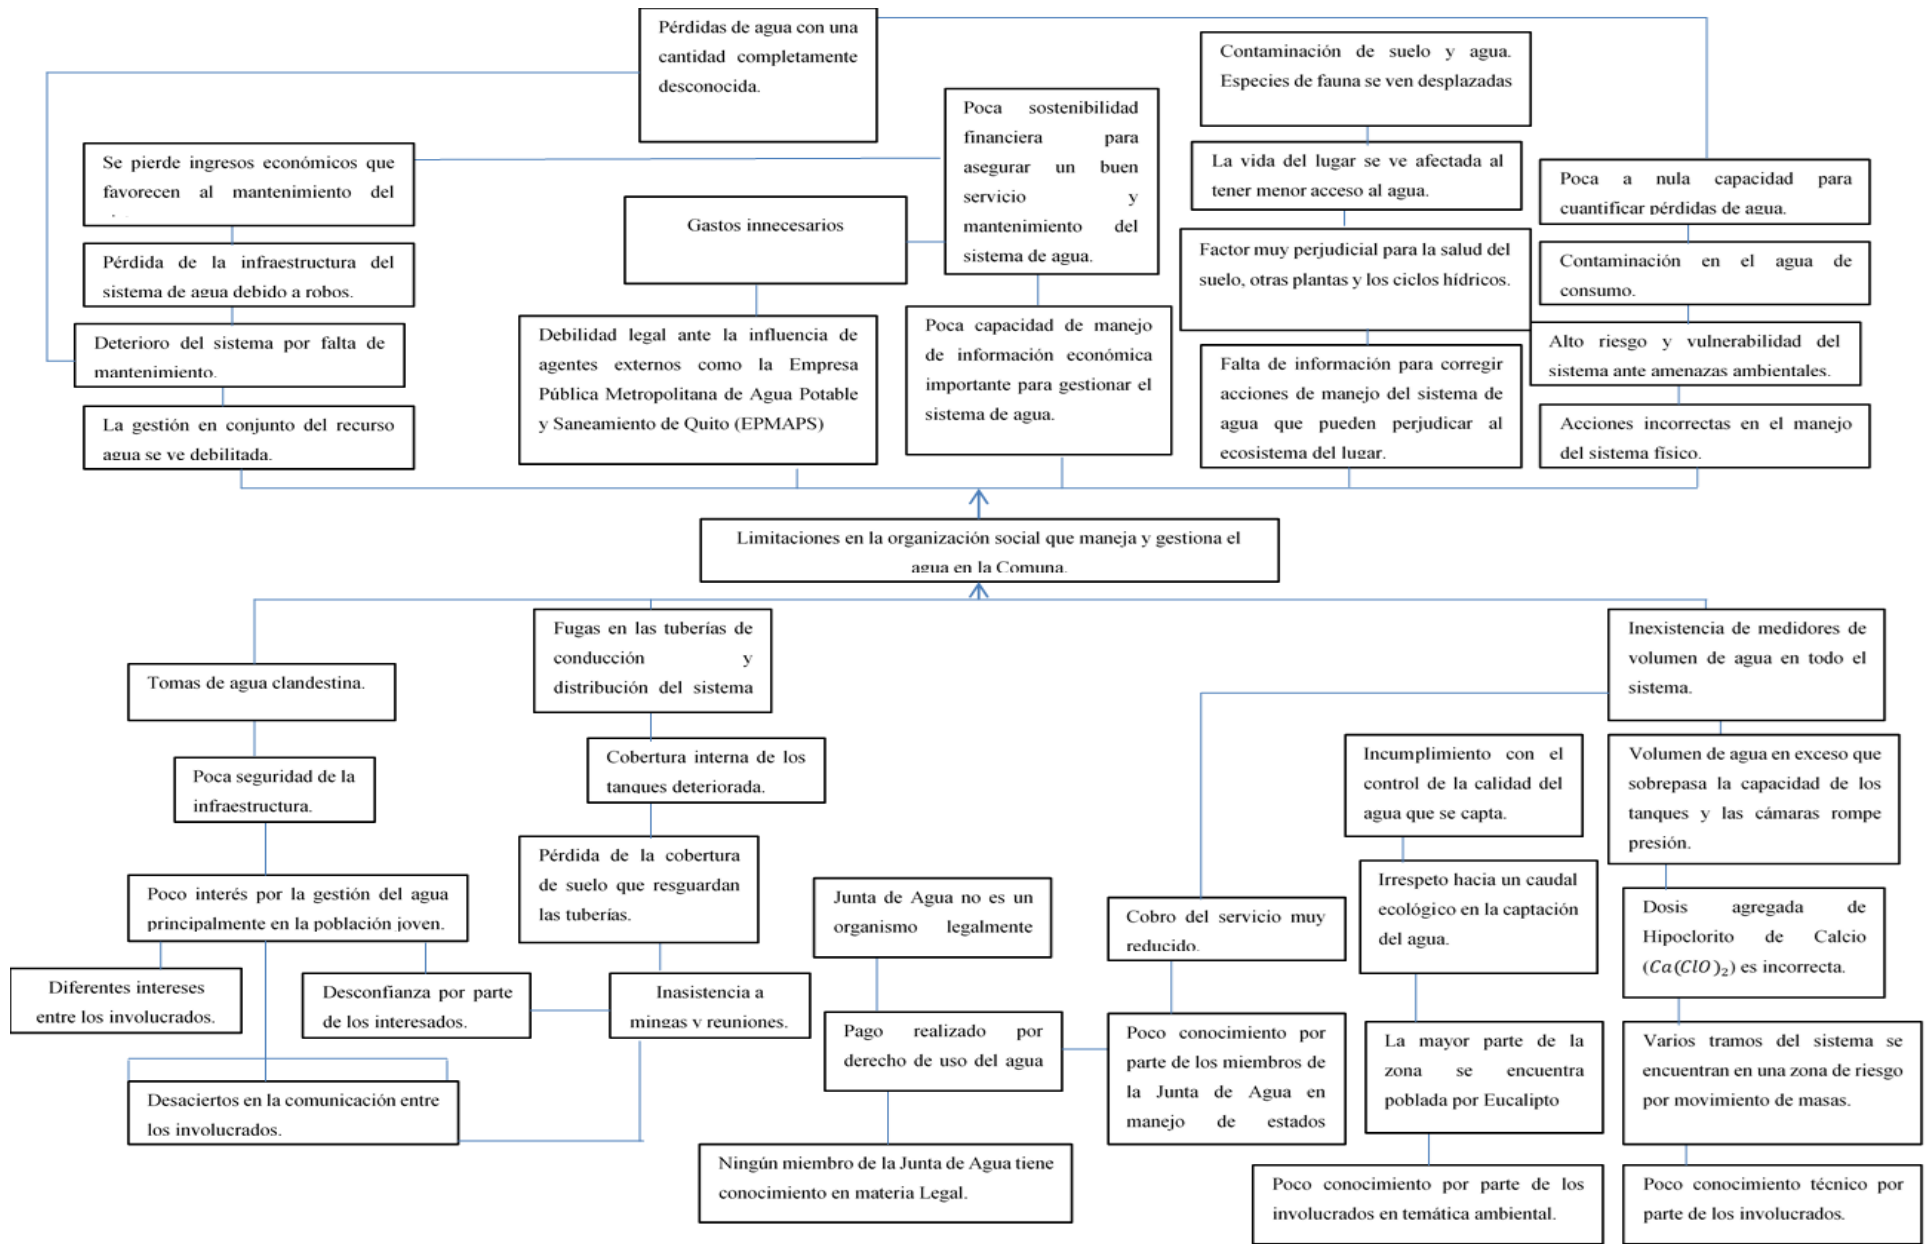 Pérdidas de agua con una
cantidad completamente
desconocida.
Contaminación de suelo y agua.
Especies de fauna se ven desplazadas
Poca sostenibilidad
financiera para
asegurar un buen
servicio y
mantenimiento del
sistema de agua.
Se pierde ingresos económicos que
favorecen al mantenimiento del
La vida del lugar se ve afectada al
tener menor acceso al agua.
Poca a nula capacidad para
cuantificar pérdidas de agua.
Gastos innecesarios
Pérdida de la infraestructura del
sistema de agua debido a robos.
Factor muy perjudicial para la salud del
suelo, otras plantas y los ciclos hídricos.
Contaminación en el agua de
consumo.
Deterioro del sistema por falta de
mantenimiento.
Debilidad legal ante la influencia de
agentes externos como la Empresa
Pública Metropolitana de Agua Potable
y Saneamiento de Quito (EPMAPS)
Poca capacidad de manejo
de información económica
importante para gestionar el
sistema de agua.
Falta de información para corregir
acciones de manejo del sistema de
agua que pueden perjudicar al
ecosistema del lugar.
Alto riesgo y vulnerabilidad del
sistema ante amenazas ambientales.
La gestión en conjunto del recurso
agua se ve debilitada.
Acciones incorrectas en el manejo
del sistema físico.
Limitaciones en la organización social que maneja y gestiona el
agua en la Comuna.
Tomas de agua clandestina.
Fugas en las tuberías de
conducción y
distribución del sistema
Inexistencia de medidores de
volumen de agua en todo el
sistema.
Poca seguridad de la
infraestructura.
Cobertura interna de los
tanques deteriorada.
Incumplimiento con el
control de la calidad del
agua que se capta.
Volumen de agua en exceso que
sobrepasa la capacidad de los
tanques y las cámaras rompe
presión.
Poco interés por la gestión del agua
principalmente en la población joven.
Pérdida de la cobertura
de suelo que resguardan
las tuberías.
Junta de Agua no es un
organismo legalmente
Cobro del servicio muy
reducido.
Irrespeto hacia un caudal
ecológico en la captación
del agua.
Dosis agregada de
Hipoclorito de Calcio
(Ca(ClO)₂) es incorrecta.
Diferentes intereses
entre los involucrados.
Desconfianza por parte
de los interesados.
Inasistencia a
mingas y reuniones.
Pago realizado por
derecho de uso del agua
Poco conocimiento por
parte de los miembros de
la Junta de Agua en
manejo de estados
La mayor parte de la
zona se encuentra
poblada por Eucalipto
Varios tramos del sistema se
encuentran en una zona de riesgo
por movimiento de masas.
Desaciertos en la comunicación entre
los involucrados.
Ningún miembro de la Junta de Agua tiene
conocimiento en materia Legal.
Poco conocimiento por parte de los
involucrados en temática ambiental.
Poco conocimiento técnico por
parte de los involucrados.